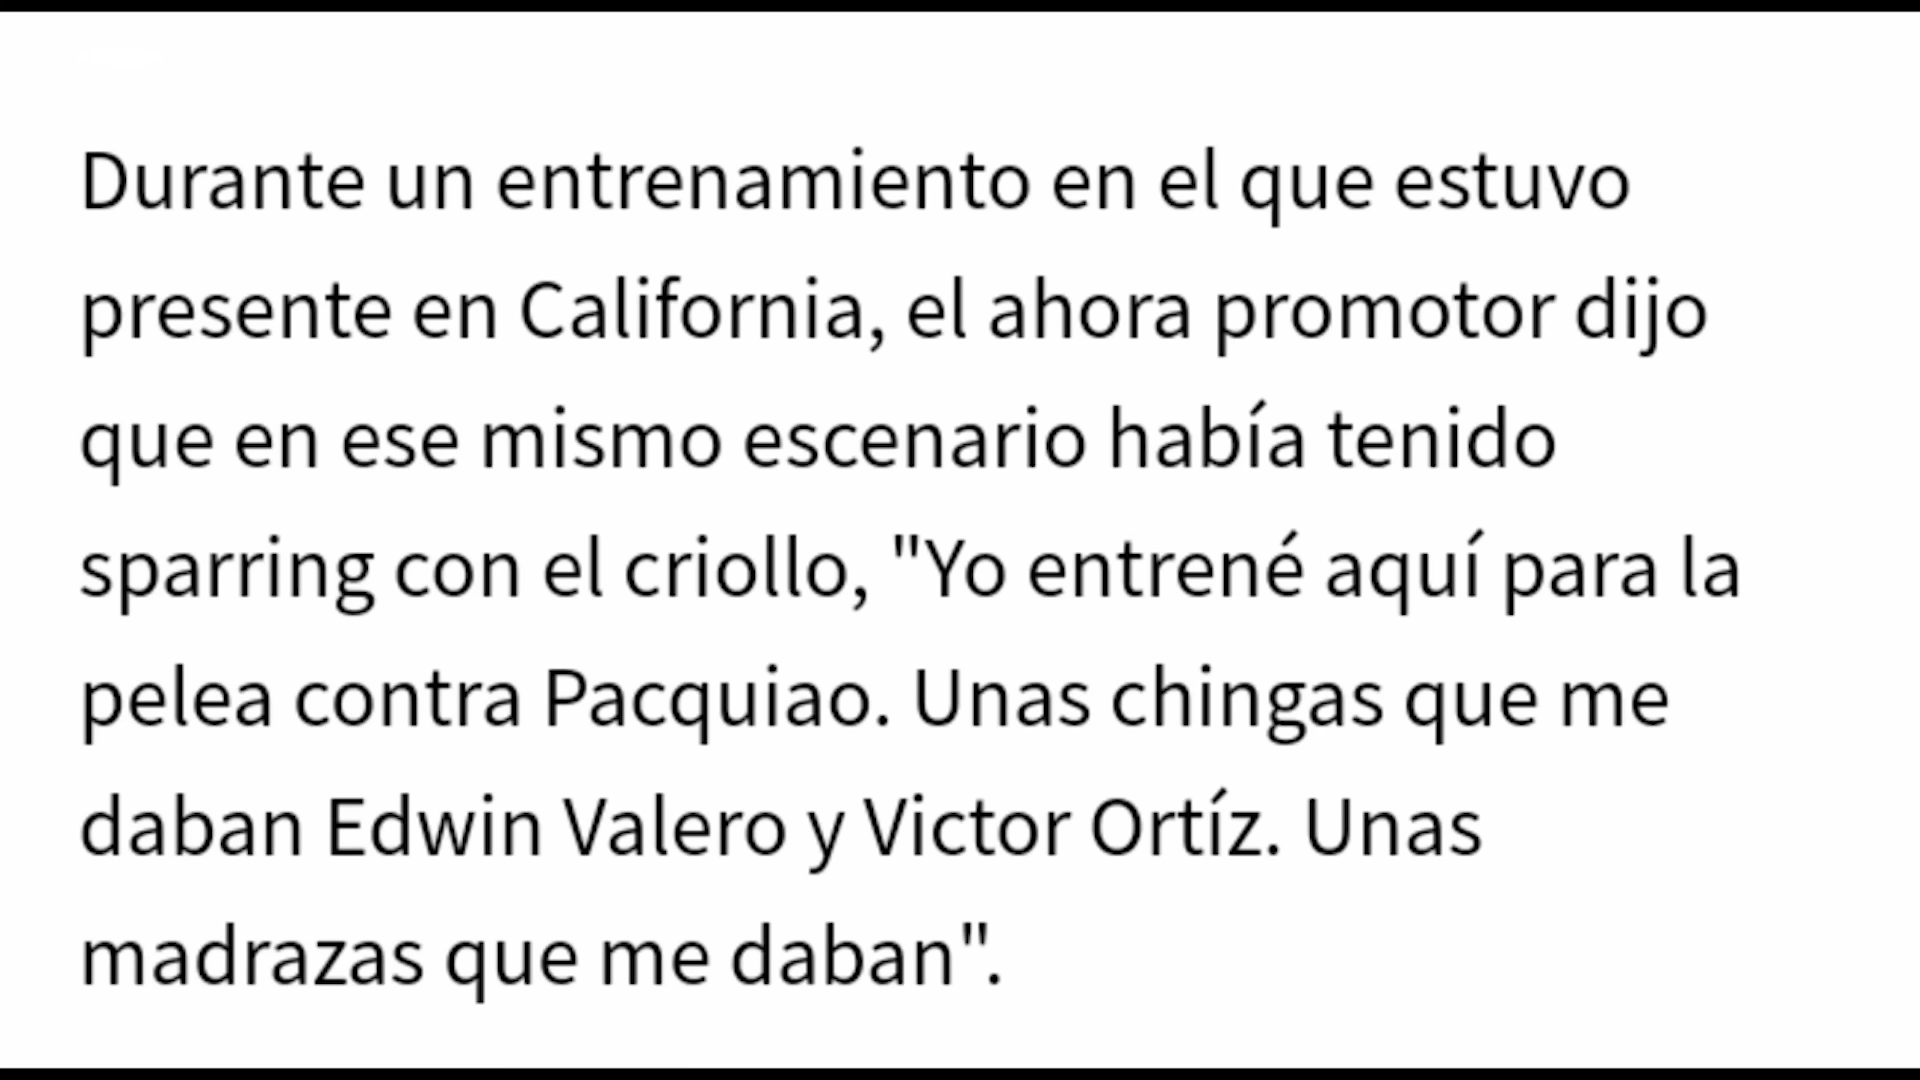 Durante un entrenamiento en el que estuvo
presente en California, el ahora promotor dijo
que en ese mismo escenario había tenido
sparring con el criollo, "Yo entrené aquí para la
pelea contra Pacquiao. Unas chingas que me
daban Edwin Valero y Victor Ortíz. Unas
madrazas que me daban".